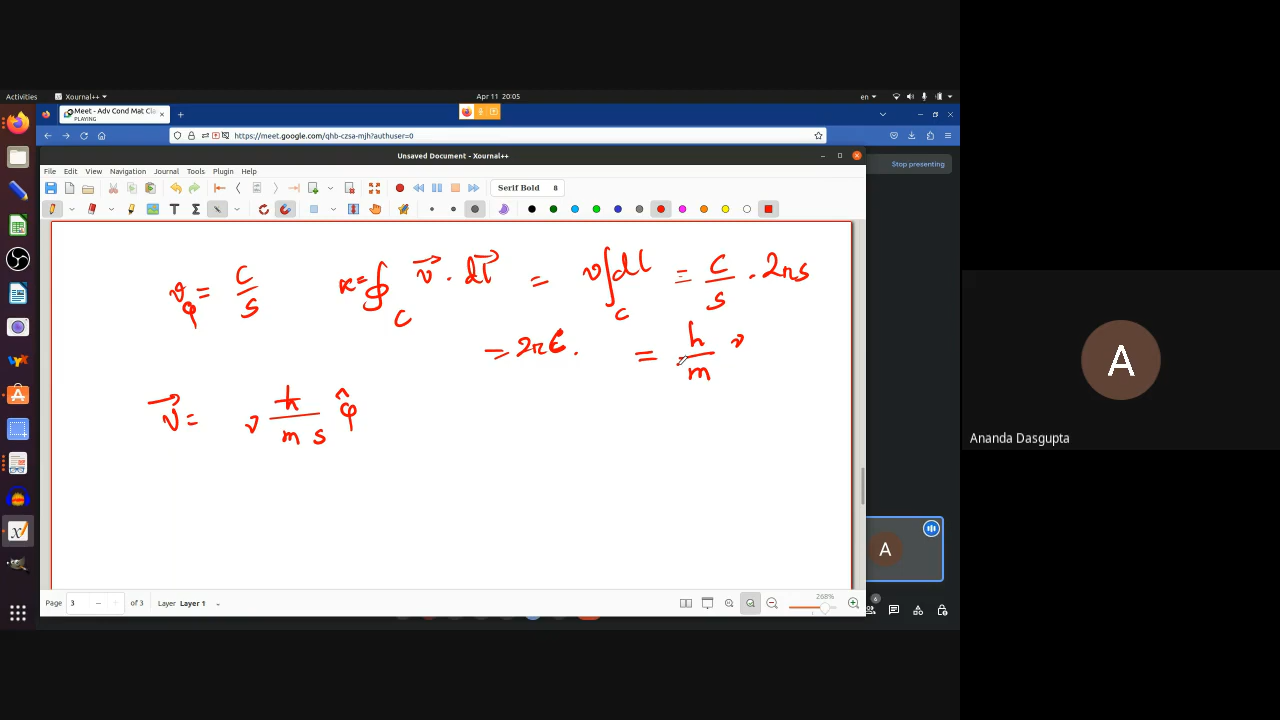 Activities Xournal++ Apr 11 20:05 en
Meet - Adv Cond Mat Cla
PLAYING
https://meet.google.com/qhb-czsa-mjh?authuser=0
Unsaved Document - Xournal++
Stop presenting
File Edit View Navigation Journal Tools Plugin Help
Serif Bold 8
v_φ = C/s κ = ∮_C v⃗ · dl⃗ = v ∫_C dl = C/s · 2πs
= 2πC. = h/m ν
v⃗ = ν ħ/(m s) φ̂
A
Ananda Dasgupta
A
Page 3 of 3 Layer Layer 1 268%
6